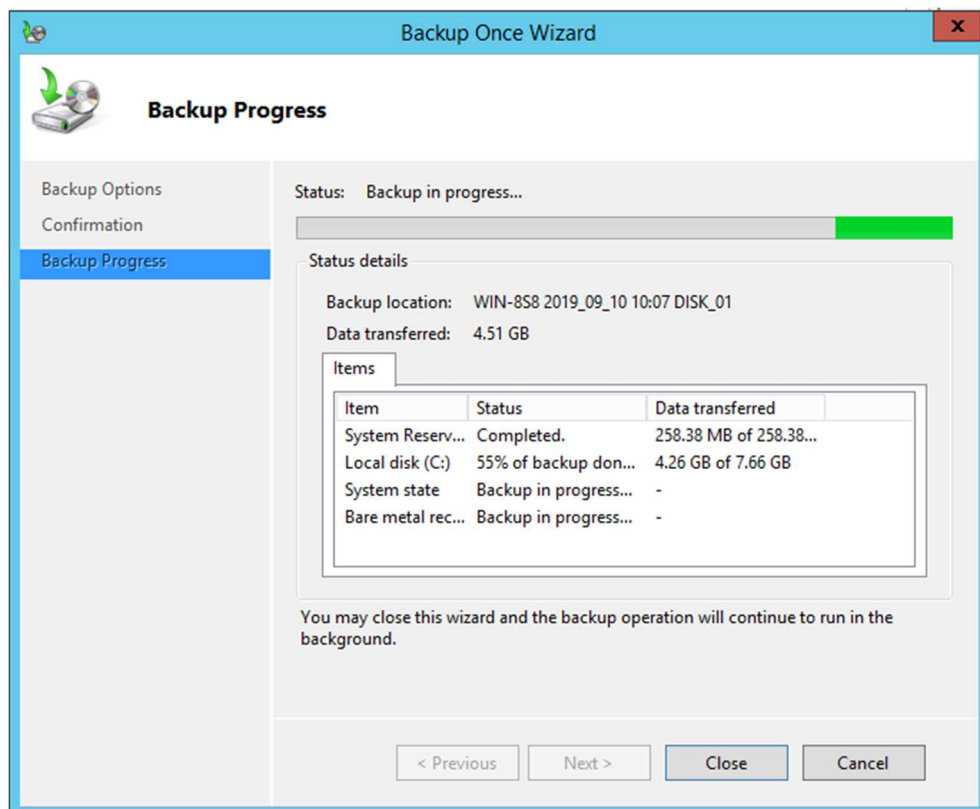 Backup Once Wizard
x
Backup Progress
Backup Options
Confirmation
Backup Progress
Status: Backup in progress...
Status details
Backup location: WIN-8S8 2019_09_10 10:07 DISK_01
Data transferred: 4.51 GB
Items
Item Status Data transferred
System Reserv... Completed. 258.38 MB of 258.38...
Local disk (C:) 55% of backup don... 4.26 GB of 7.66 GB
System state Backup in progress... -
Bare metal rec... Backup in progress... -
You may close this wizard and the backup operation will continue to run in the
background.
< Previous Next > Close Cancel